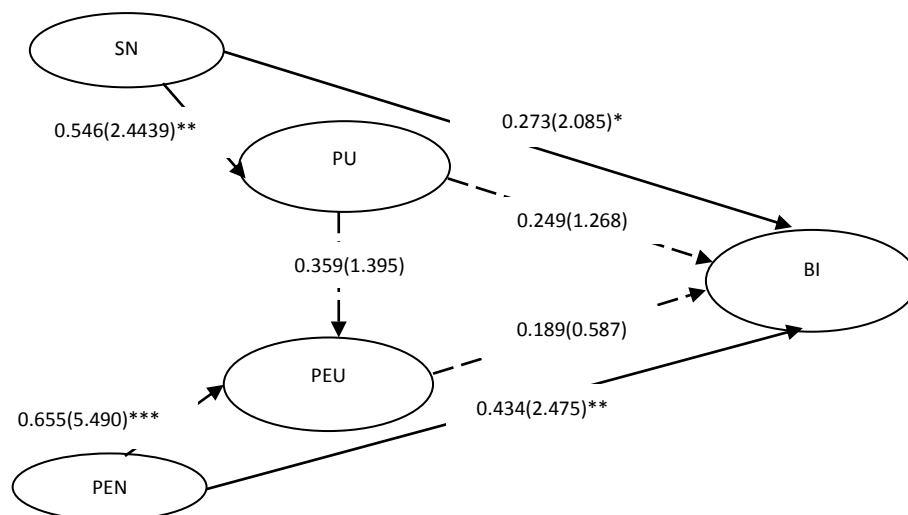 SN
0.546(2.4439)**
0.273(2.085)*
PU
0.249(1.268)
0.359(1.395)
BI
0.189(0.587)
PEU
0.655(5.490)***
0.434(2.475)**
PEN